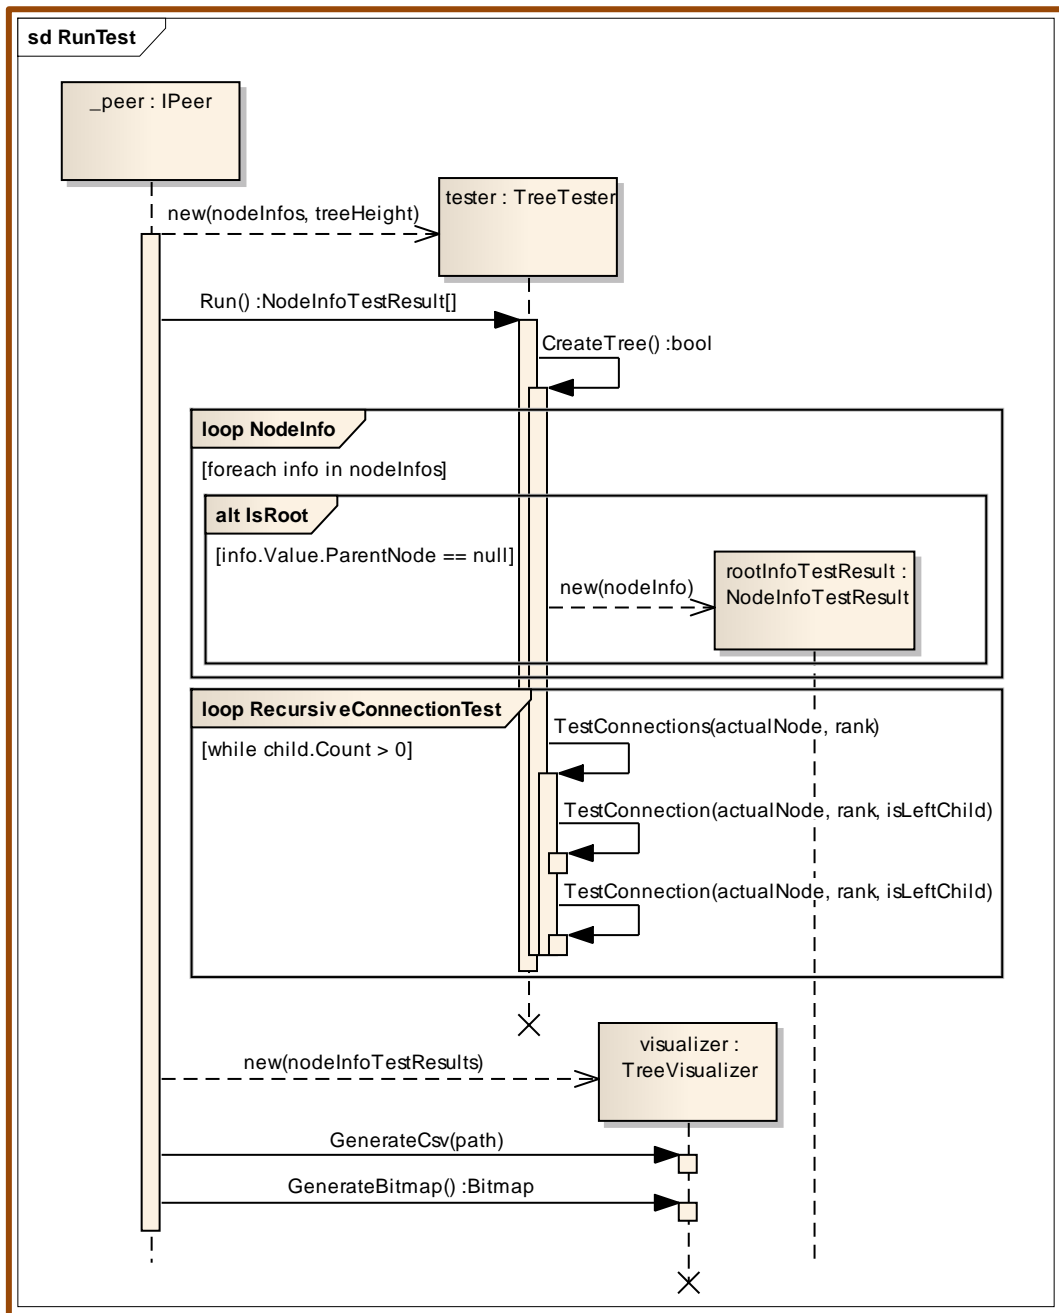 sd RunTest
_peer : IPeer
tester : TreeTester
new(nodeInfos, treeHeight)
Run() :NodeInfoTestResult[]
CreateTree() :bool
loop NodeInfo
[foreach info in nodeInfos]
alt IsRoot
[info.Value.ParentNode == null]
rootInfoTestResult :
NodeInfoTestResult
new(nodeInfo)
loop RecursiveConnectionTest
[while child.Count > 0]
TestConnections(actualNode, rank)
TestConnection(actualNode, rank, isLeftChild)
TestConnection(actualNode, rank, isLeftChild)
visualizer :
TreeVisualizer
new(nodeInfoTestResults)
GenerateCsv(path)
GenerateBitmap() :Bitmap